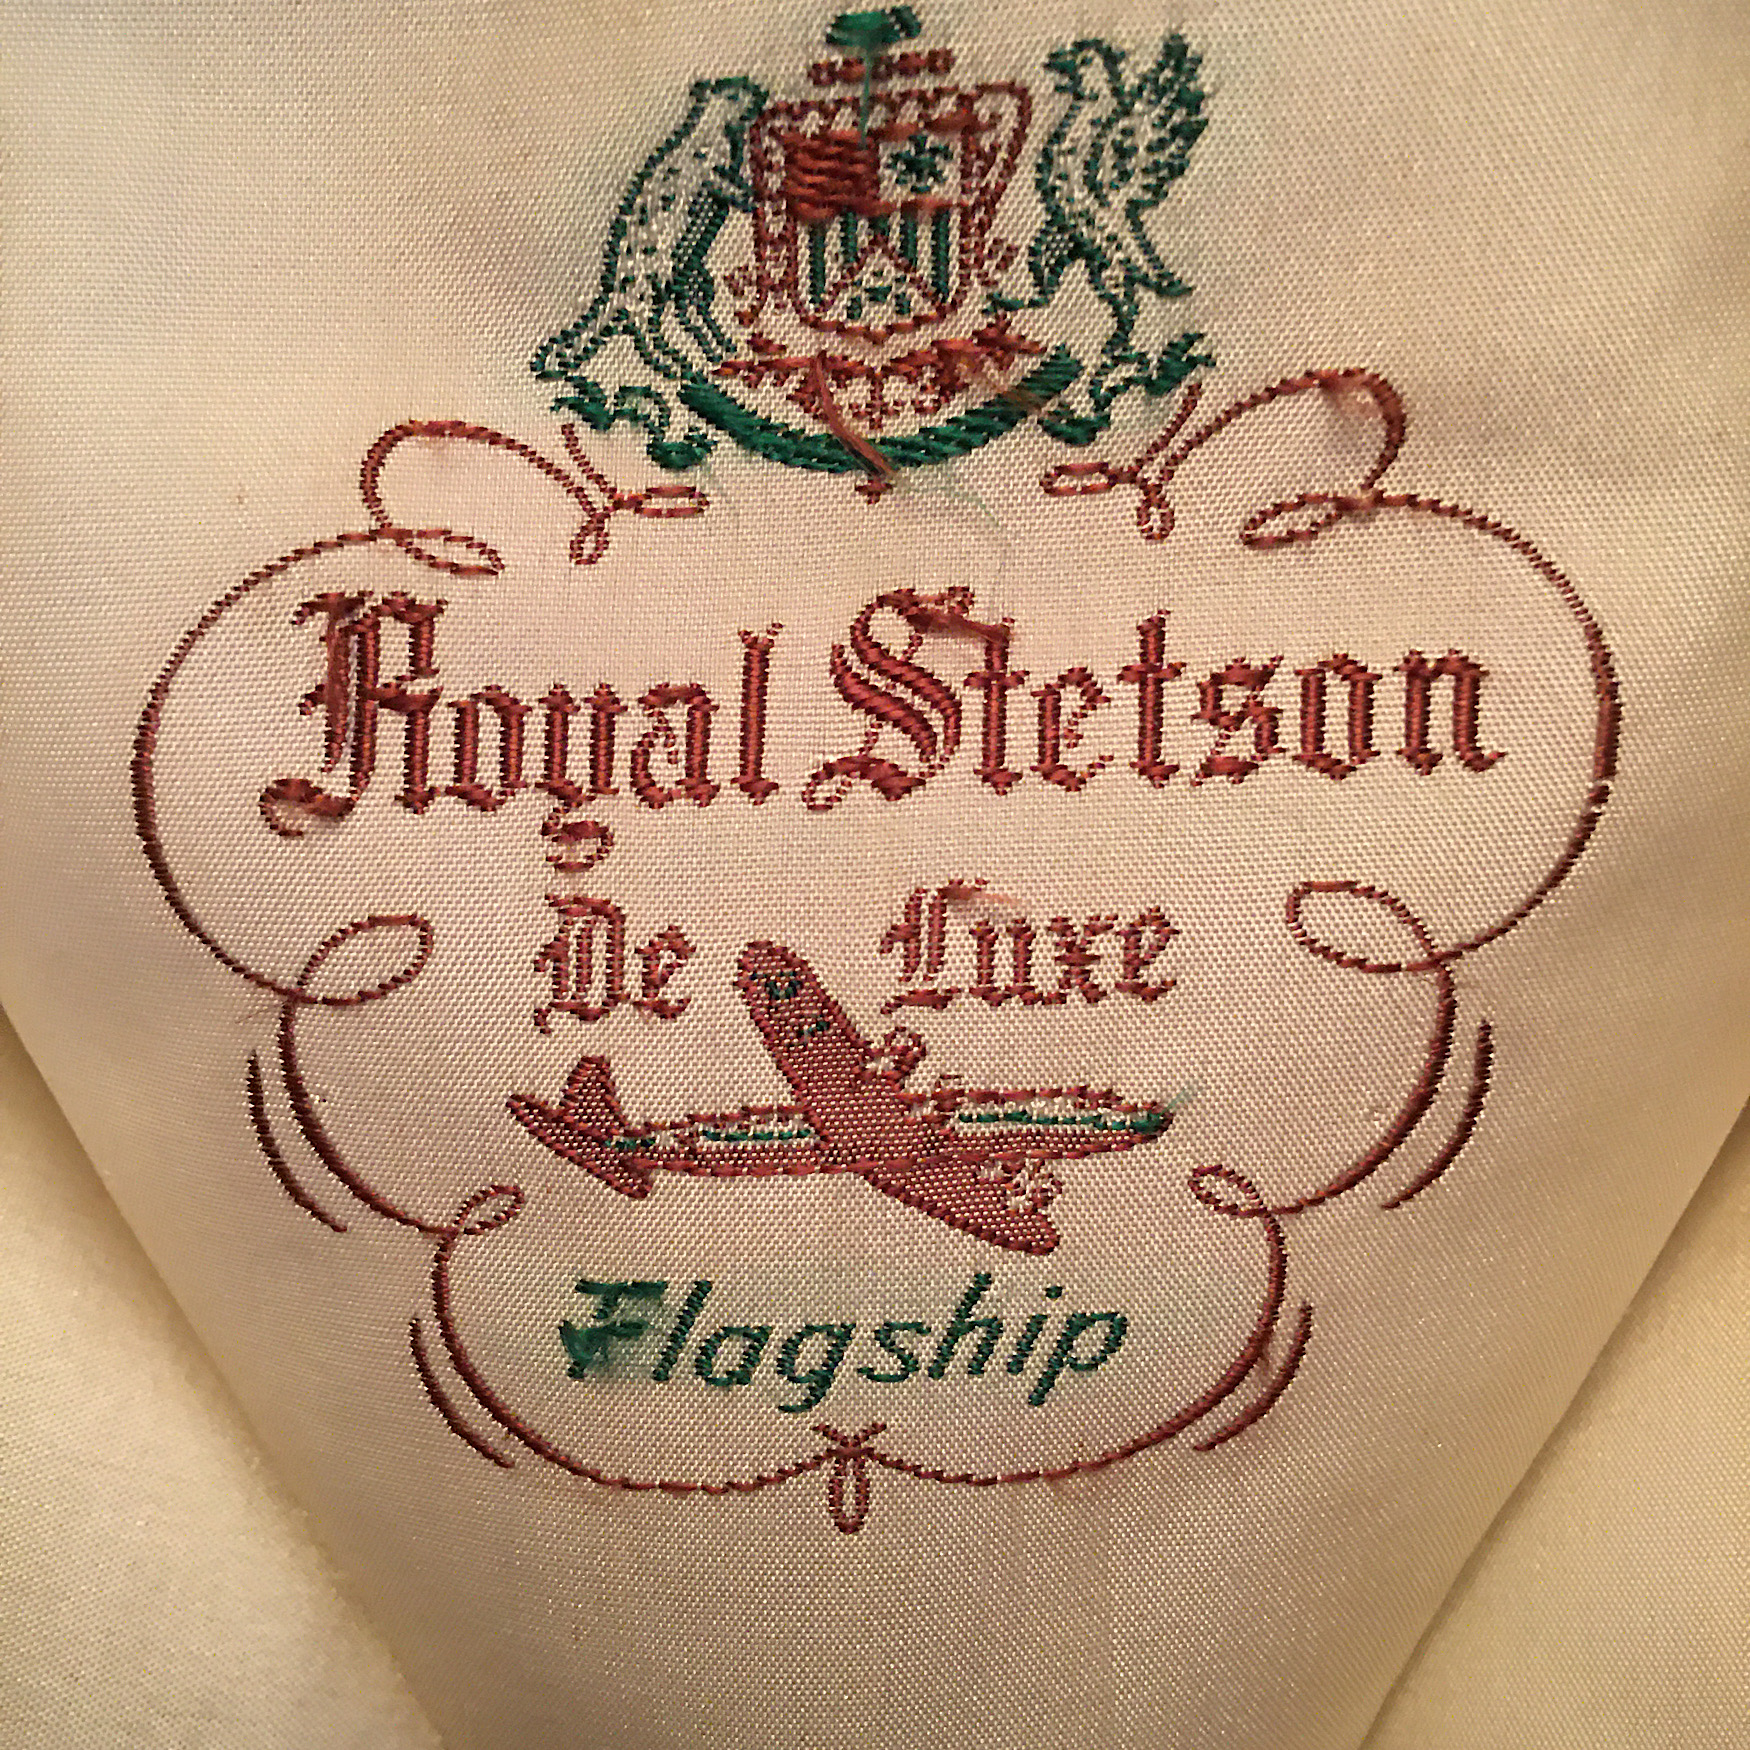 Royal Stetson
De Luxe
Flagship